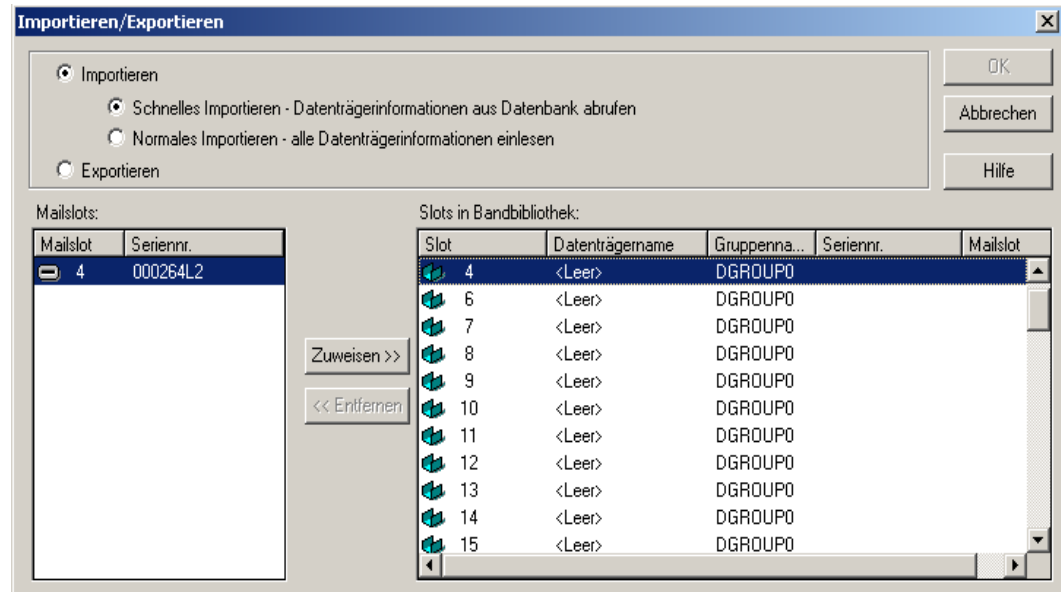 Importieren/Exportieren
Importieren
OK
Schnelles Importieren - Datenträgerinformationen aus Datenbank abrufen
Abbrechen
Normales Importieren - alle Datenträgerinformationen einlesen
Exportieren
Hilfe
Mailslots:
Slots in Bandbibliothek:
Mailslot Seriennr.
Slot Datenträgername Gruppenna... Seriennr. Mailslot
4 000264L2
4 <Leer> DGROUP0
6 <Leer> DGROUP0
7 <Leer> DGROUP0
Zuweisen >>
8 <Leer> DGROUP0
9 <Leer> DGROUP0
<< Entfernen
10 <Leer> DGROUP0
11 <Leer> DGROUP0
12 <Leer> DGROUP0
13 <Leer> DGROUP0
14 <Leer> DGROUP0
15 <Leer> DGROUP0